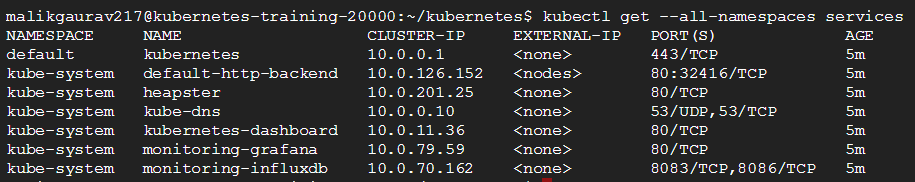 malikgaurav217@kubernetes-training-20000:~/kubernetes$ kubectl get --all-namespaces services
NAMESPACE NAME CLUSTER-IP EXTERNAL-IP PORT(S) AGE
default kubernetes 10.0.0.1 <none> 443/TCP 5m
kube-system default-http-backend 10.0.126.152 <nodes> 80:32416/TCP 5m
kube-system heapster 10.0.201.25 <none> 80/TCP 5m
kube-system kube-dns 10.0.0.10 <none> 53/UDP,53/TCP 5m
kube-system kubernetes-dashboard 10.0.11.36 <none> 80/TCP 5m
kube-system monitoring-grafana 10.0.79.59 <none> 80/TCP 5m
kube-system monitoring-influxdb 10.0.70.162 <none> 8083/TCP,8086/TCP 5m